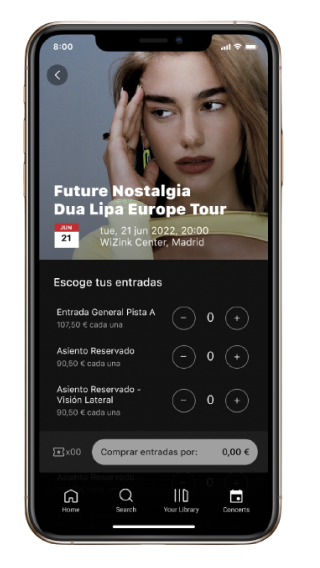 8:00
Future Nostalgia
Dua Lipa Europe Tour
JUN
21
tue, 21 jun 2022, 20:00
WiZink Center, Madrid
Escoge tus entradas
Entrada General Pista A
107,50 € cada una
- 0 +
Asiento Reservado
90,50 € cada una
- 0 +
Asiento Reservado -
Visión Lateral
90,50 € cada una
- 0 +
x00
Comprar entradas por: 0,00 €
Asiento Reservado
Home
Search
Your Library
Concerts